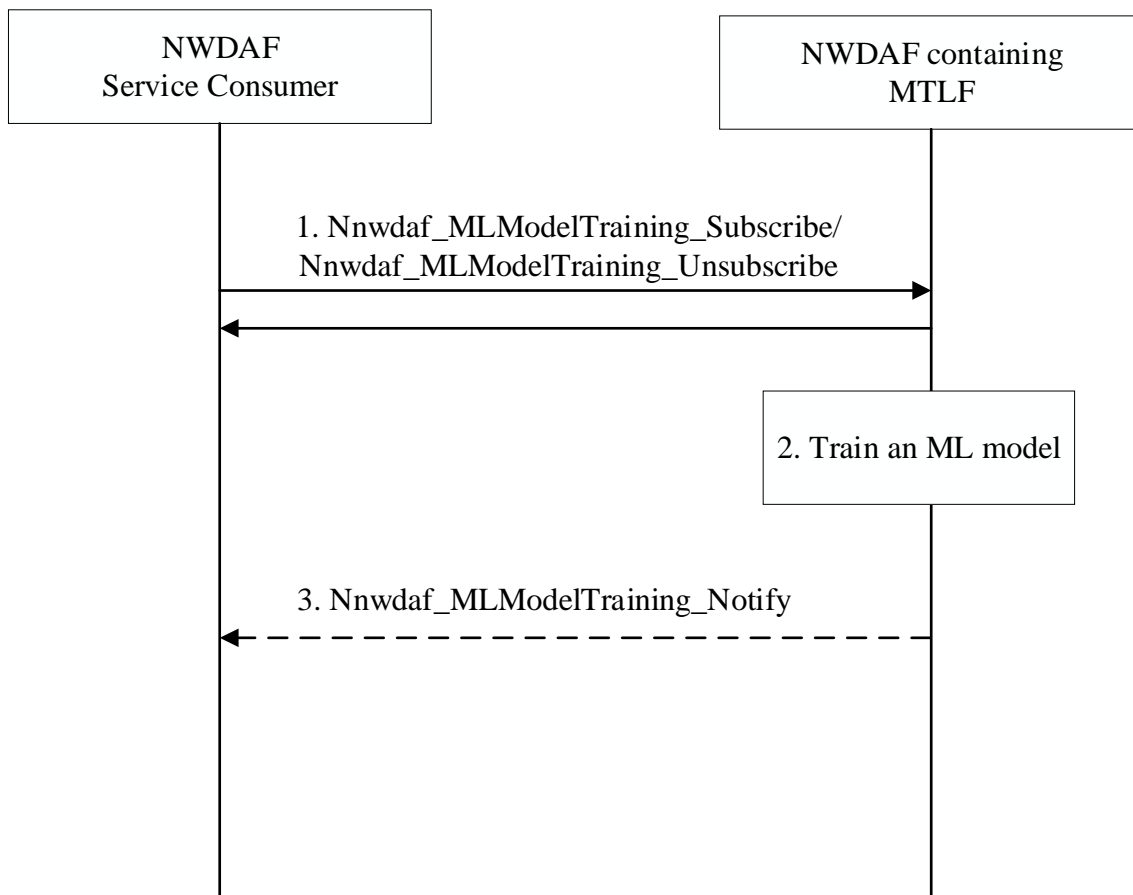 NWDAF
Service Consumer
NWDAF containing
MTLF
1. Nnwdaf_MLModelTraining_Subscribe/
Nnwdaf_MLModelTraining_Unsubscribe
2. Train an ML model
3. Nnwdaf_MLModelTraining_Notify